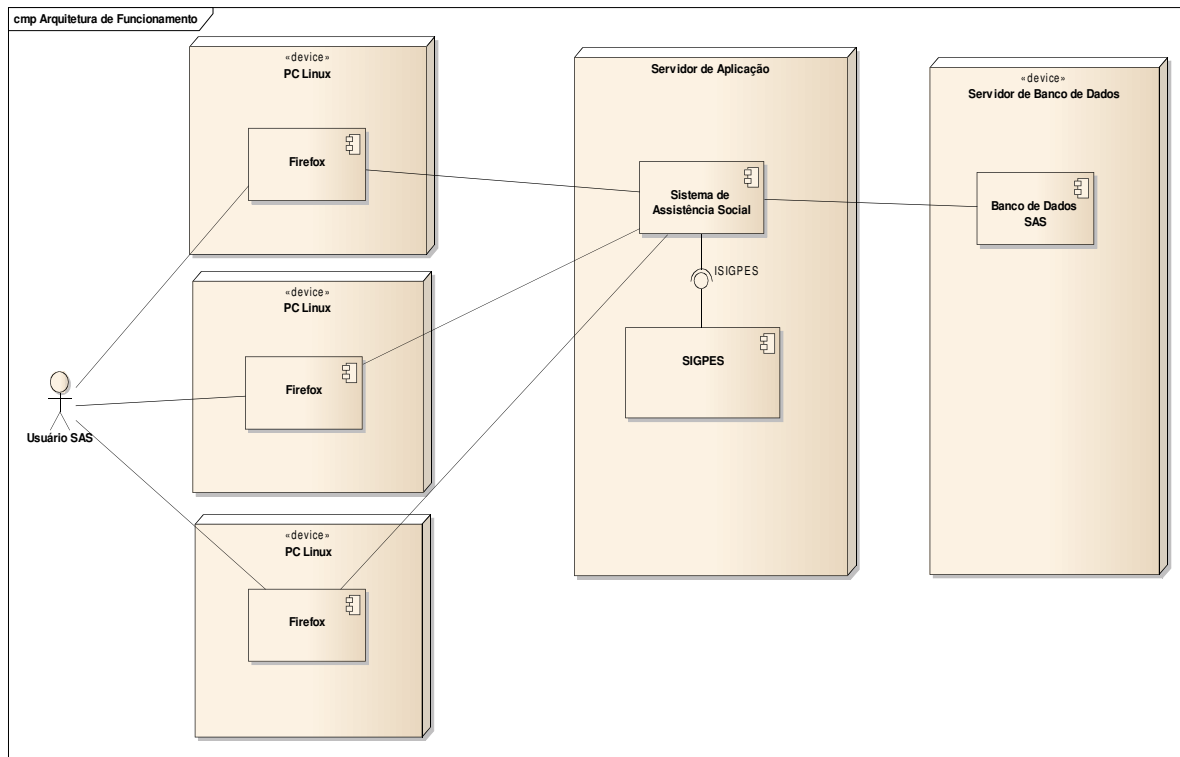 cmp Arquitetura de Funcionamento
«device»
PC Linux
Firefox
«device»
PC Linux
Firefox
«device»
PC Linux
Firefox
Usuário SAS
Servidor de Aplicação
Sistema de
Assistência Social
ISIGPES
SIGPES
«device»
Servidor de Banco de Dados
Banco de Dados
SAS